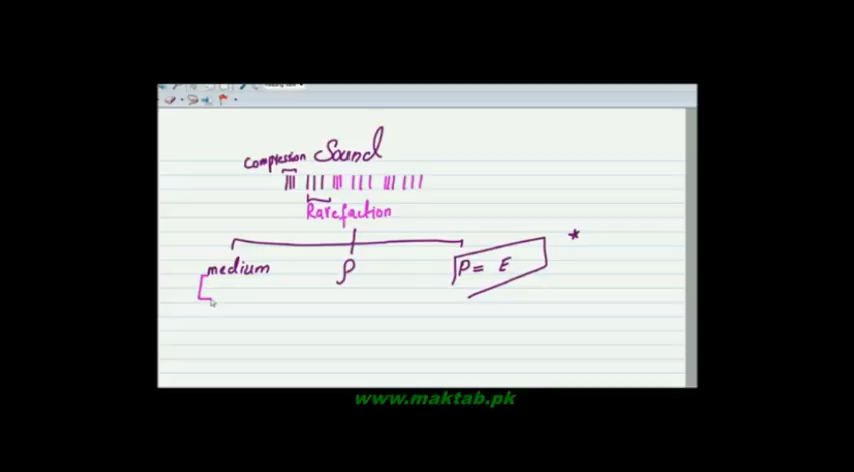 Compression Sound
Rarefaction
medium ρ P = E *
www.maktab.pk